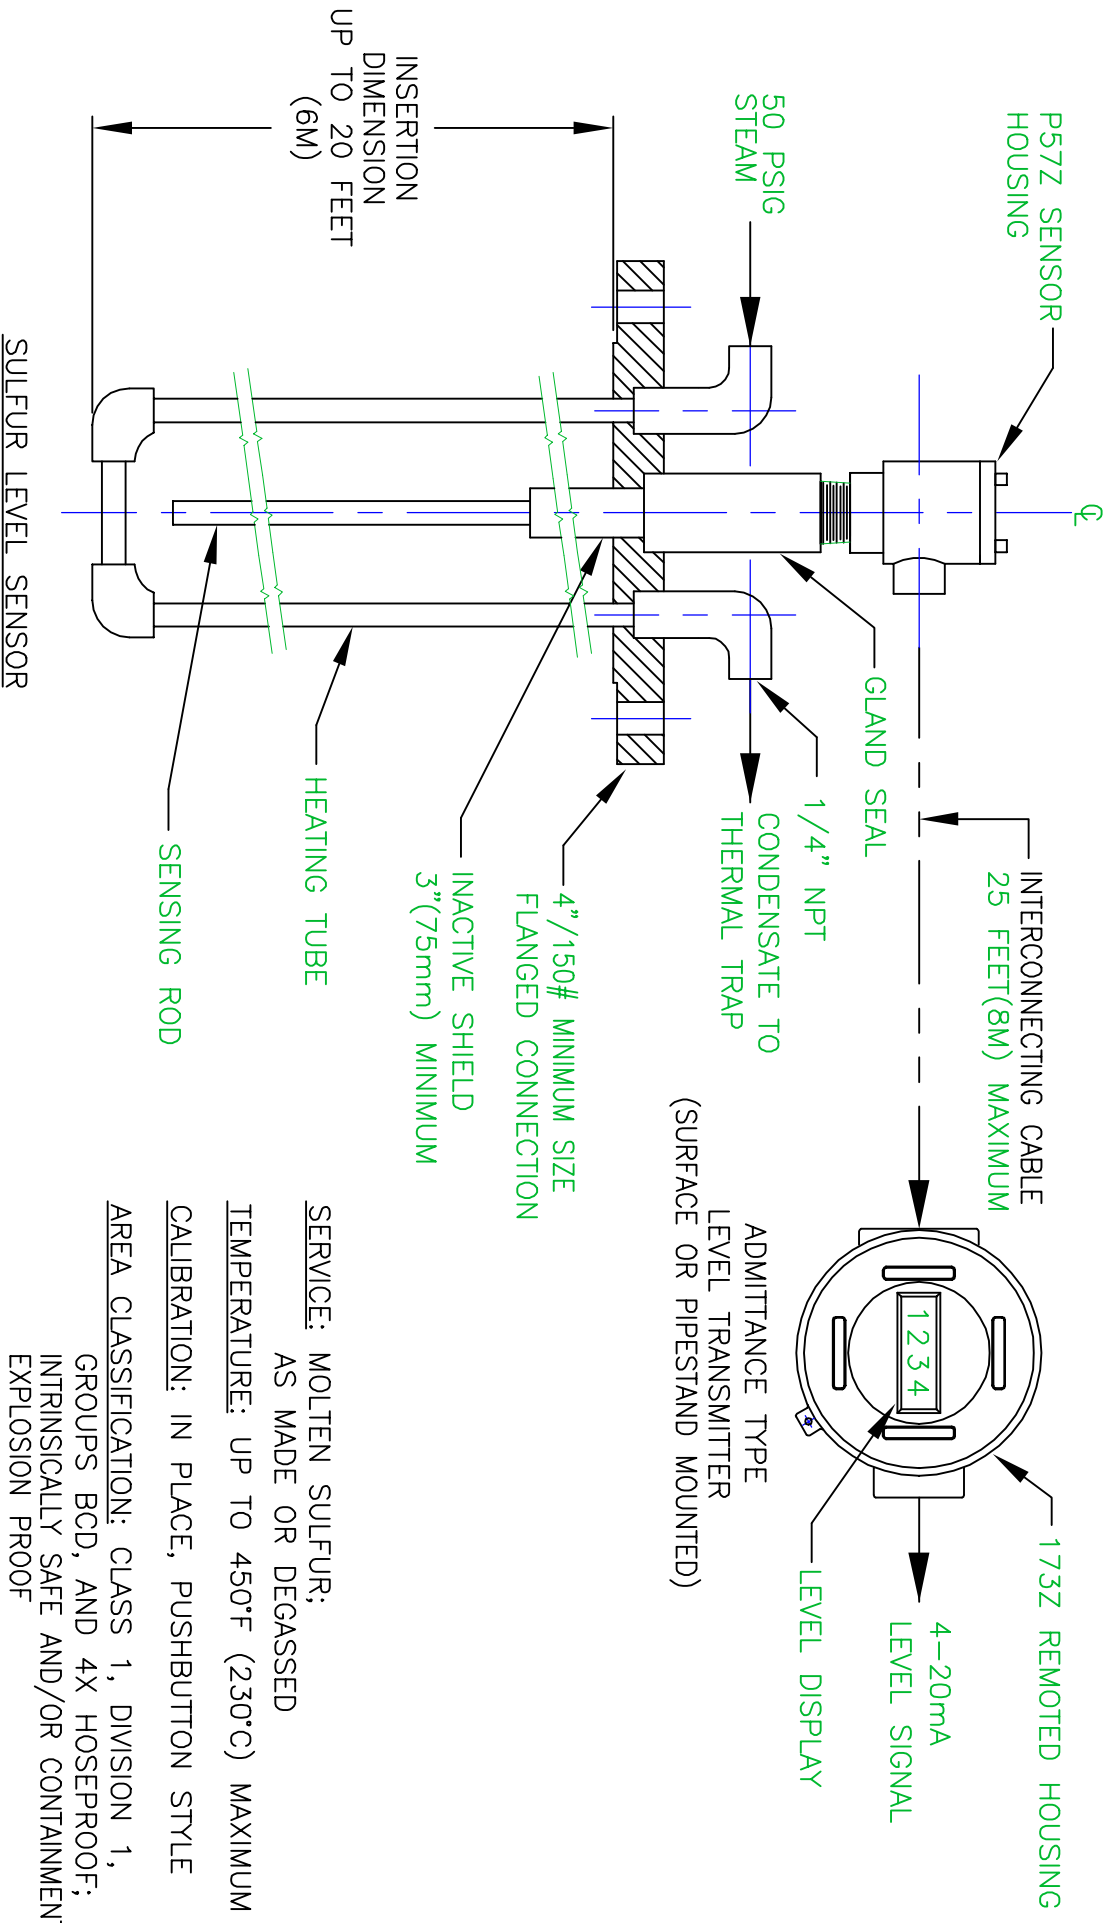 P57Z SENSOR
HOUSING
50 PSIG
STEAM
INSERTION
DIMENSION
UP TO 20 FEET
(6M)
℄
GLAND SEAL
1/4" NPT
CONDENSATE TO
THERMAL TRAP
4"/150# MINIMUM SIZE
FLANGED CONNECTION
INACTIVE SHIELD
3"(75mm) MINIMUM
HEATING TUBE
SENSING ROD
SULFUR LEVEL SENSOR
INTERCONNECTING CABLE
25 FEET(8M) MAXIMUM
1234
173Z REMOTED HOUSING
4-20mA
LEVEL SIGNAL
LEVEL DISPLAY
ADMITTANCE TYPE
LEVEL TRANSMITTER
(SURFACE OR PIPESTAND MOUNTED)
SERVICE: MOLTEN SULFUR;
AS MADE OR DEGASSED
TEMPERATURE: UP TO 450°F (230°C) MAXIMUM
CALIBRATION: IN PLACE, PUSHBUTTON STYLE
AREA CLASSIFICATION: CLASS 1, DIVISION 1,
GROUPS BCD, AND 4X HOSEPROOF;
INTRINSICALLY SAFE AND/OR CONTAINMENT
EXPLOSION PROOF